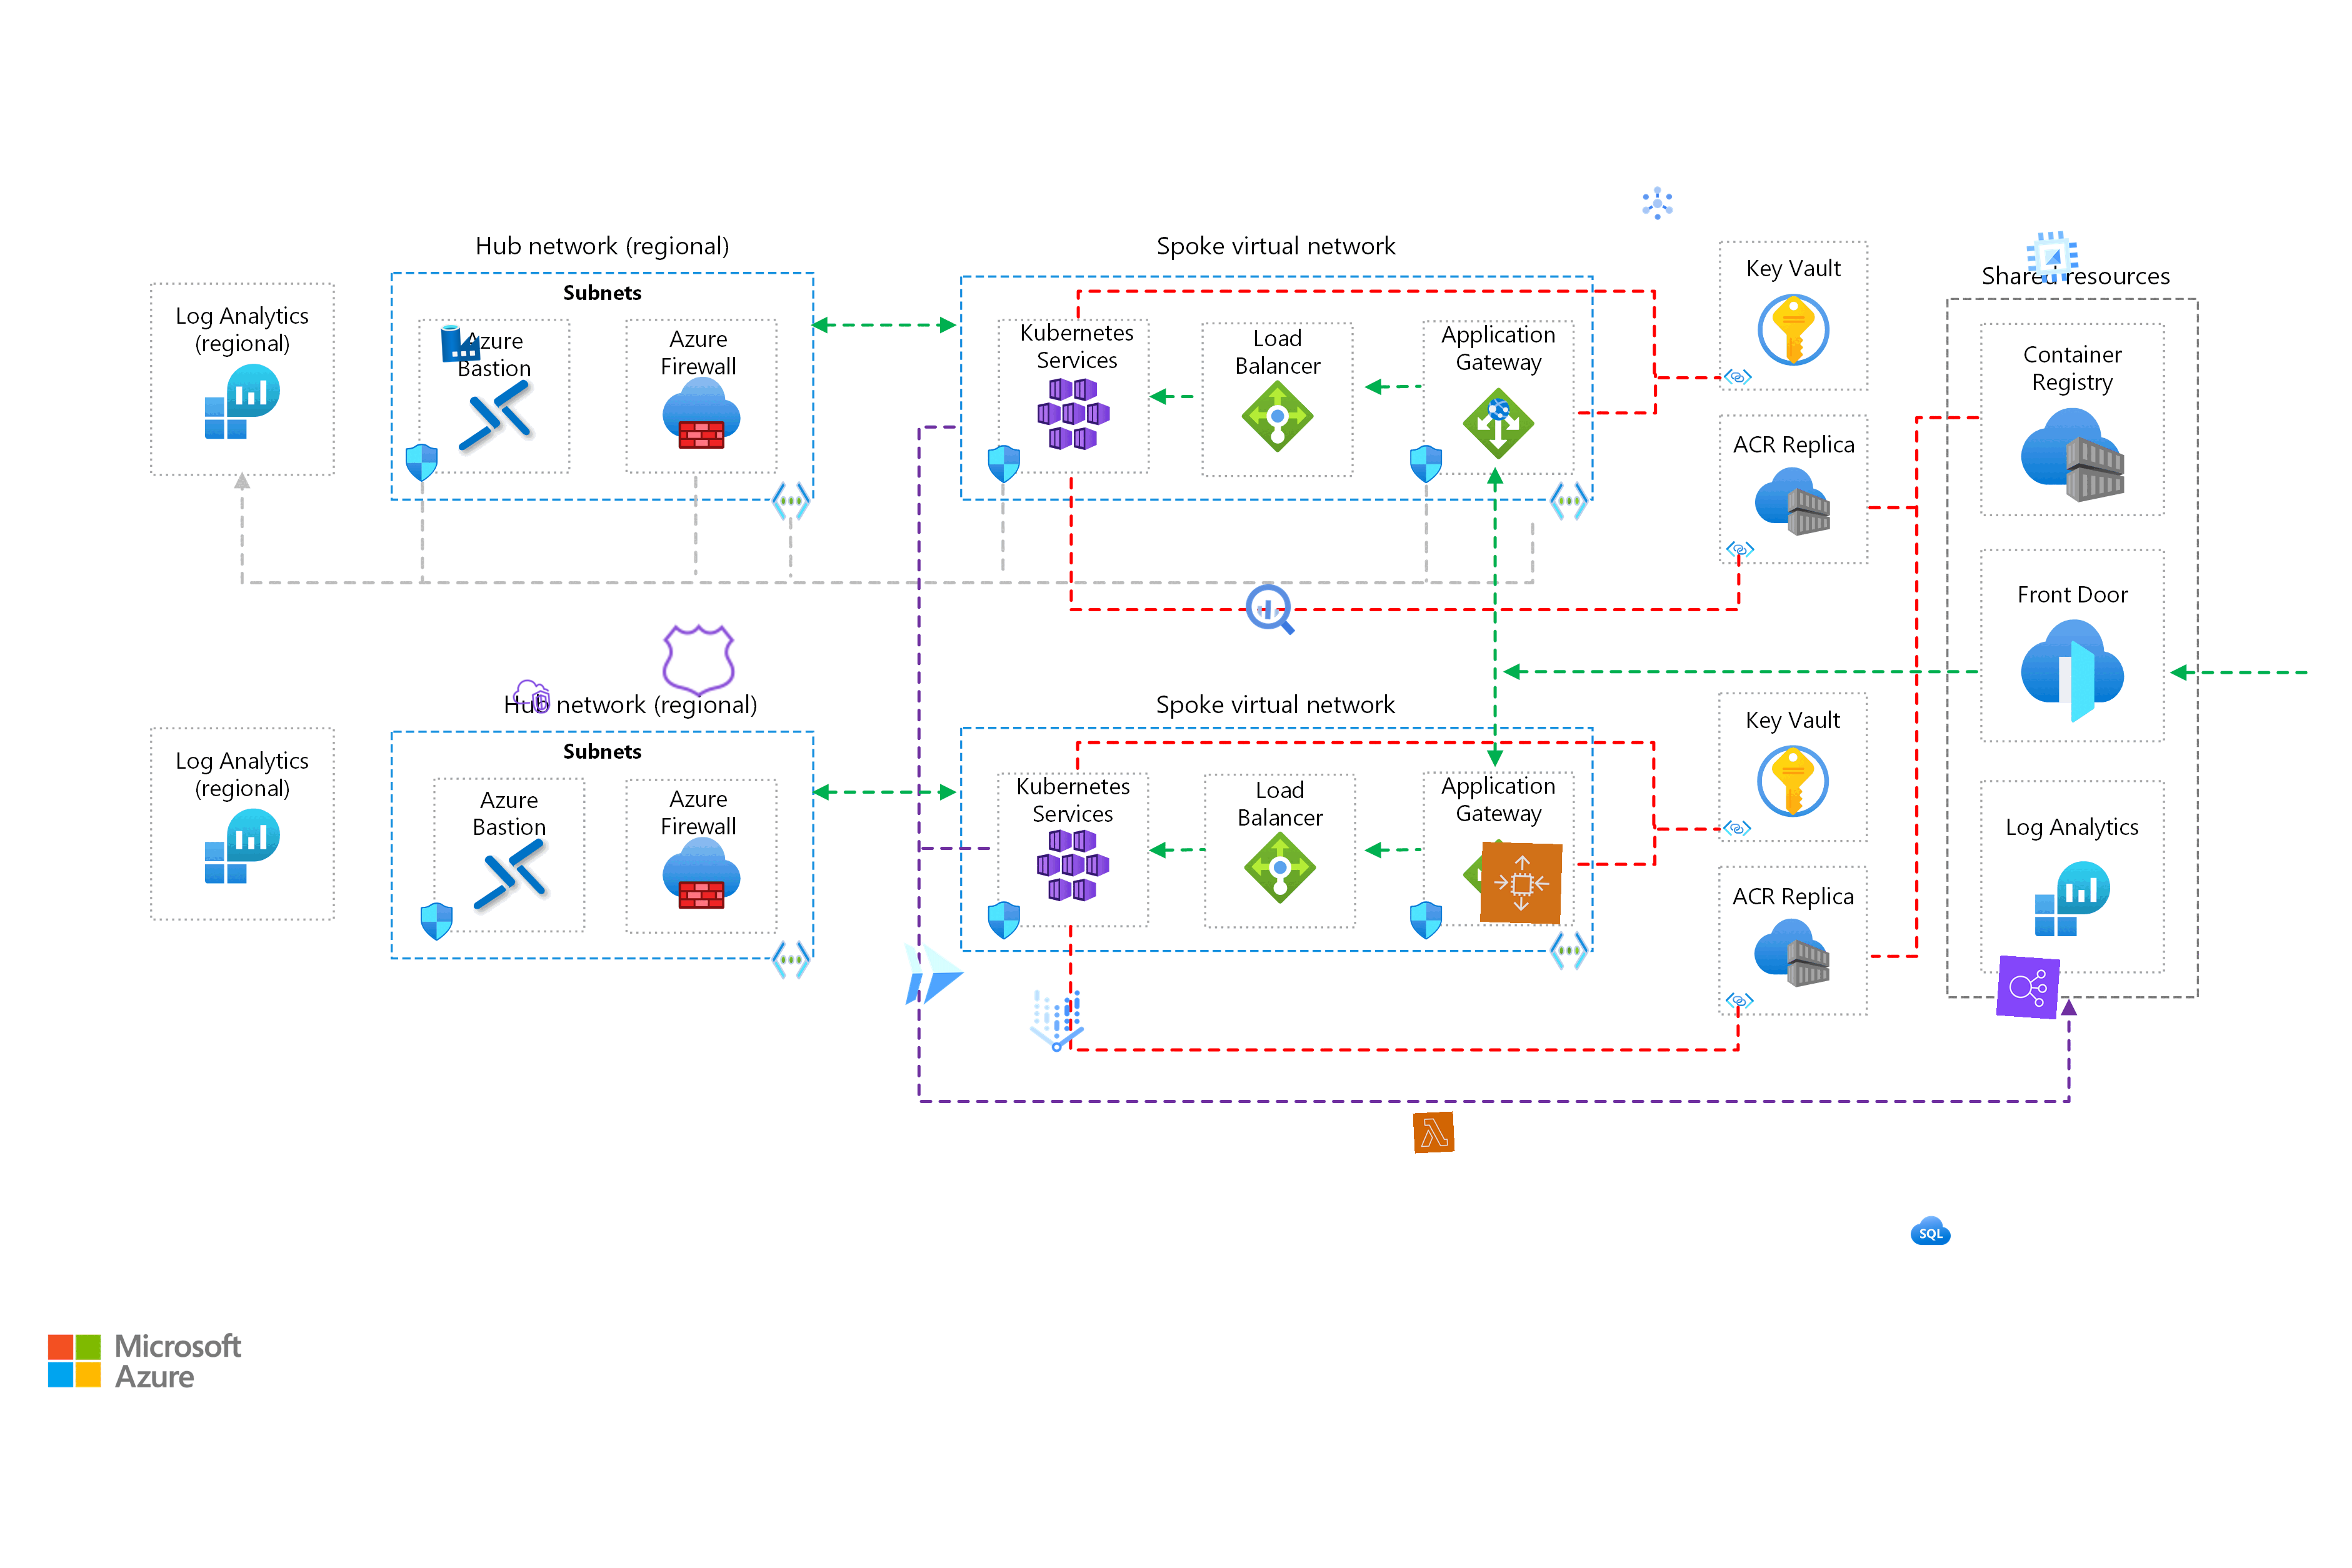 Hub network (regional)
Subnets
Log Analytics
(regional)
Azure
Bastion
Azure
Firewall
Spoke virtual network
Kubernetes
Services
Load
Balancer
Application
Gateway
Key Vault
ACR Replica
Shared resources
Container
Registry
Front Door
Log Analytics
Hub network (regional)
Subnets
Log Analytics
(regional)
Azure
Bastion
Azure
Firewall
Spoke virtual network
Kubernetes
Services
Load
Balancer
Application
Gateway
Key Vault
ACR Replica
SQL
Microsoft
Azure